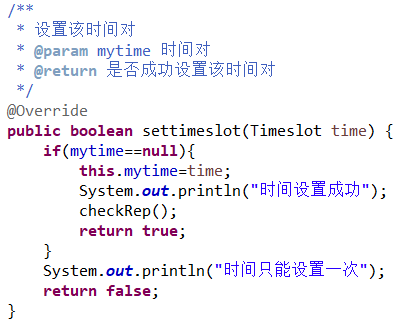 /**
 * 设置该时间对
 * @param mytime 时间对
 * @return 是否成功设置该时间对
 */
@Override
public boolean settimeslot(Timeslot time) {
    if(mytime==null){
        this.mytime=time;
        System.out.println("时间设置成功");
        checkRep();
        return true;
    }
    System.out.println("时间只能设置一次");
    return false;
}